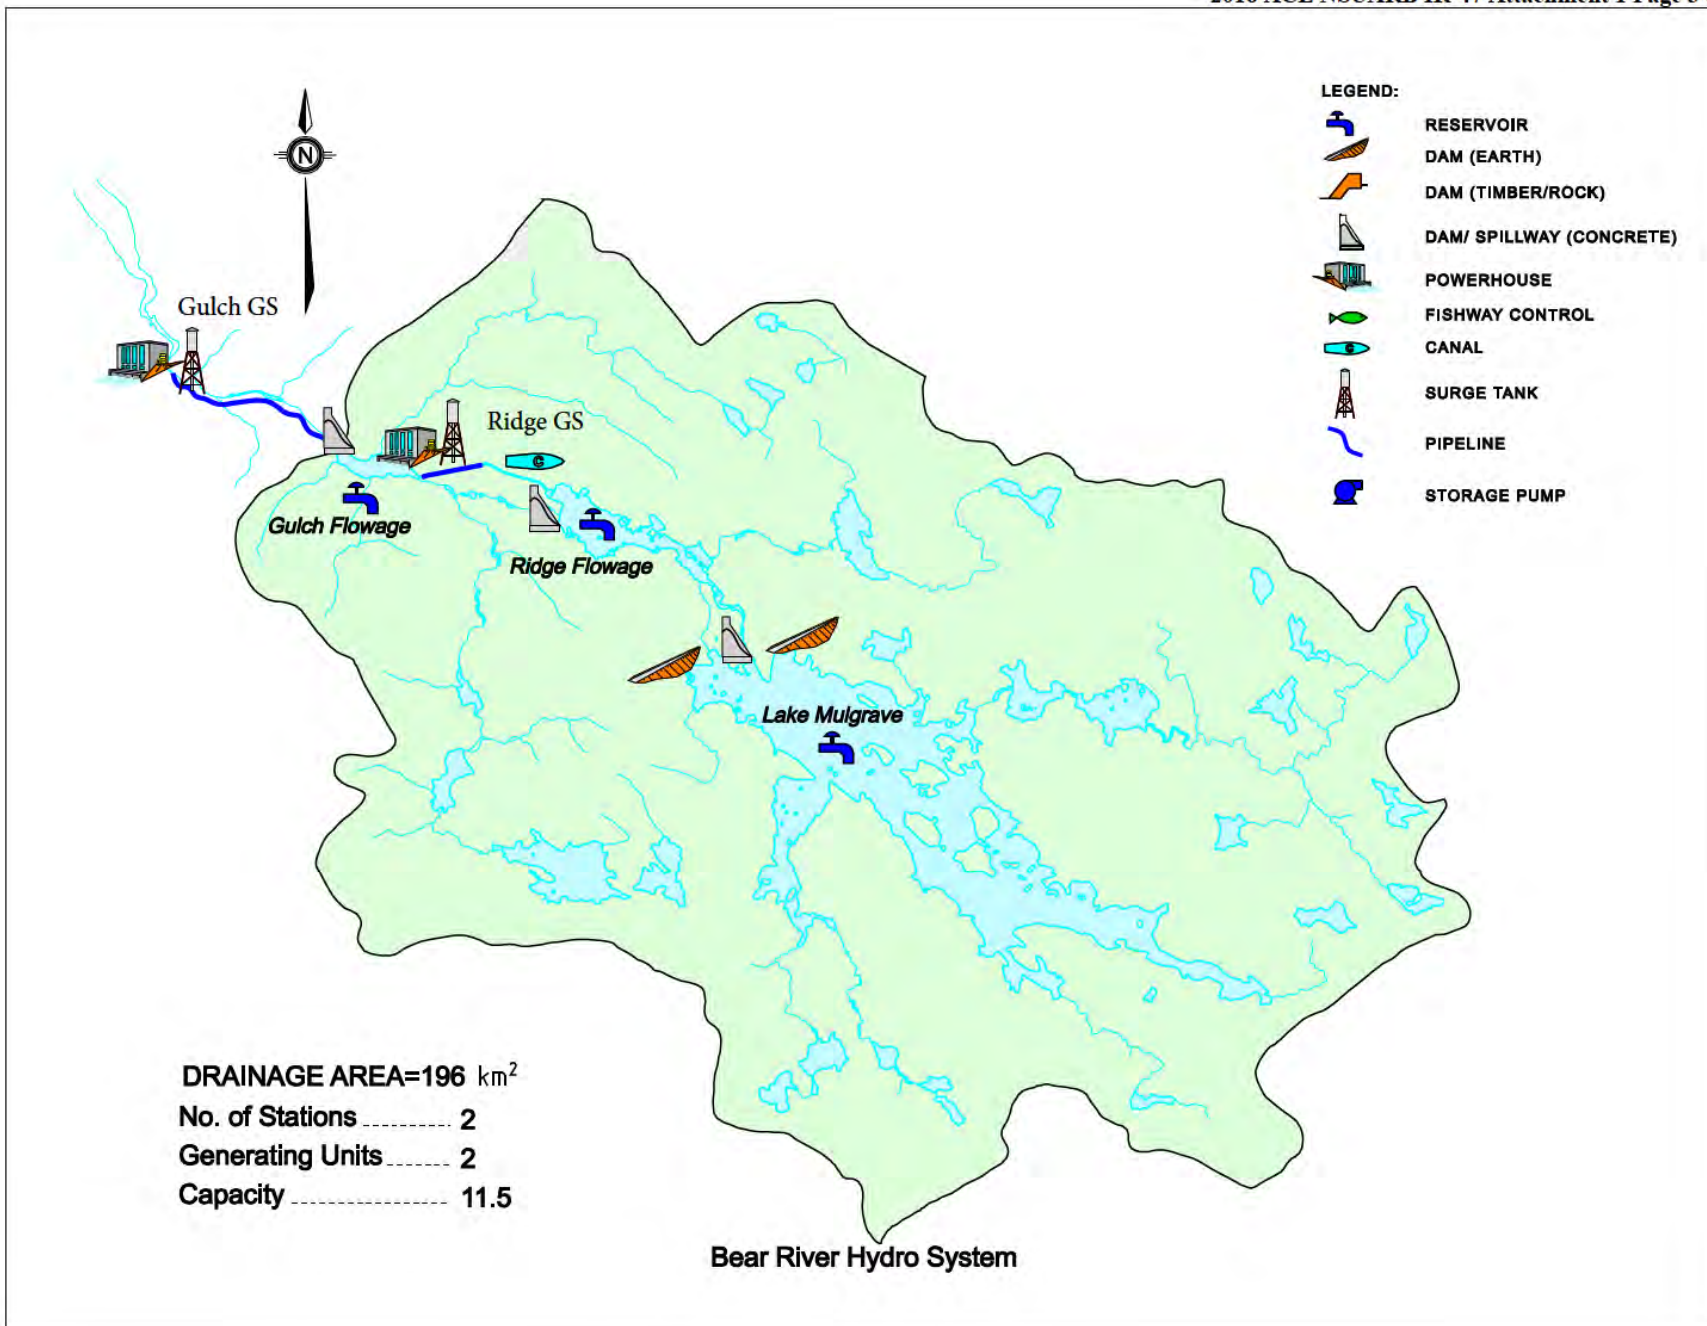 LEGEND:
RESERVOIR
DAM (EARTH)
DAM (TIMBER/ROCK)
DAM/ SPILLWAY (CONCRETE)
POWERHOUSE
FISHWAY CONTROL
C CANAL
SURGE TANK
PIPELINE
STORAGE PUMP
N
Gulch GS
Ridge GS
C
Gulch Flowage
Ridge Flowage
Lake Mulgrave
DRAINAGE AREA=196 km²
No. of Stations 2
Generating Units 2
Capacity 11.5
Bear River Hydro System